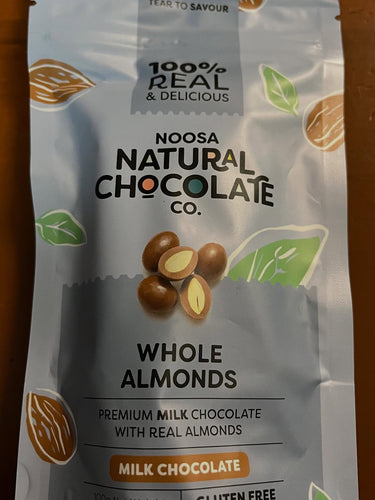 TEAR TO SAVOUR
100%
REAL
& DELICIOUS
NOOSA
NATURAL
CHOCOLATE
CO.
WHOLE
ALMONDS
PREMIUM MILK CHOCOLATE
WITH REAL ALMONDS
MILK CHOCOLATE
GLUTEN FREE